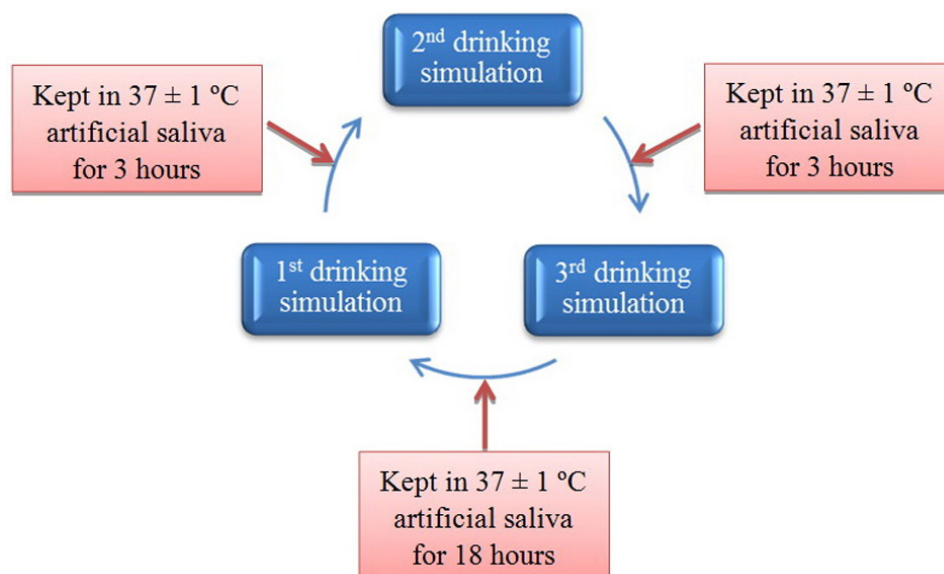 2nd drinking
simulation
Kept in 37 ± 1 ºC
artificial saliva
for 3 hours
Kept in 37 ± 1 ºC
artificial saliva
for 3 hours
1st drinking
simulation
3rd drinking
simulation
Kept in 37 ± 1 ºC
artificial saliva
for 18 hours